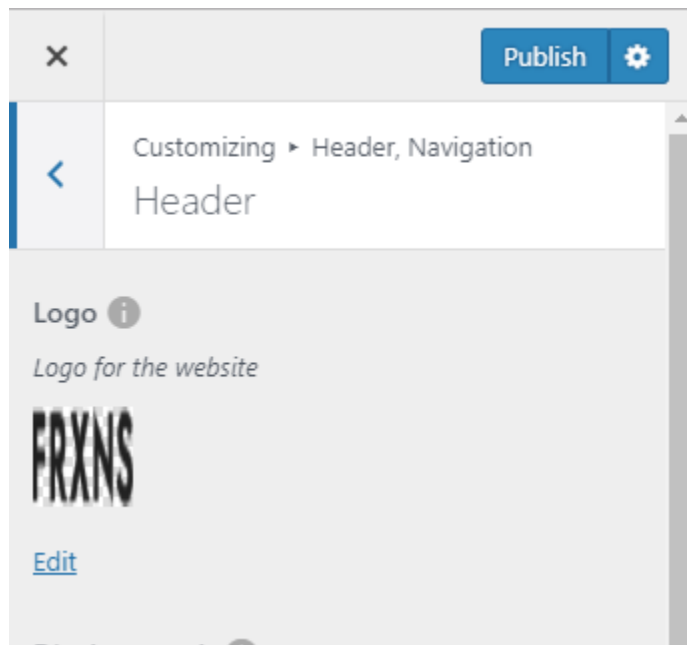 Publish
Customizing ▸ Header, Navigation
Header
Logo
Logo for the website
FRXNS
Edit